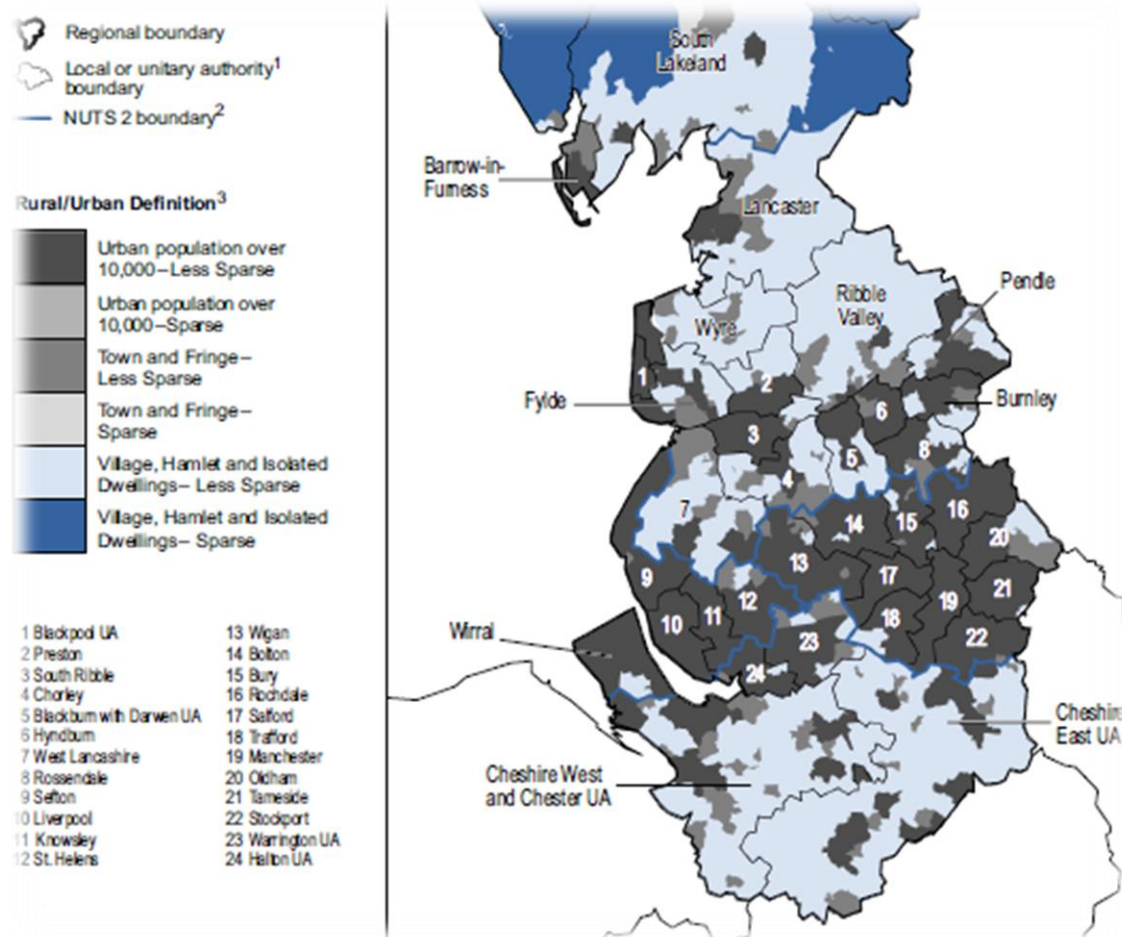 Regional boundary
Local or unitary authority1
boundary
NUTS 2 boundary2
Rural/Urban Definition3
Urban population over
10,000–Less Sparse
Urban population over
10,000–Sparse
Town and Fringe–
Less Sparse
Town and Fringe–
Sparse
Village, Hamlet and Isolated
Dwellings– Less Sparse
Village, Hamlet and Isolated
Dwellings– Sparse
1 Blackpool UA
2 Preston
3 South Ribble
4 Chorley
5 Blackburn with Darwen UA
6 Hyndburn
7 West Lancashire
8 Rossendale
9 Sefton
10 Liverpool
11 Knowsley
12 St. Helens
13 Wigan
14 Bolton
15 Bury
16 Rochdale
17 Salford
18 Trafford
19 Manchester
20 Oldham
21 Tameside
22 Stockport
23 Warrington UA
24 Halton UA
South
Lakeland
Barrow-in-
Furness
Lancaster
Pendle
Ribble
Valley
Wyre
1
2
Fylde
Burnley
6
3
5
8
4
7
16
14
15
20
13
9
17
21
12
19
11
10
18
22
Wirral
23
24
Cheshire
East UA
Cheshire West
and Chester UA